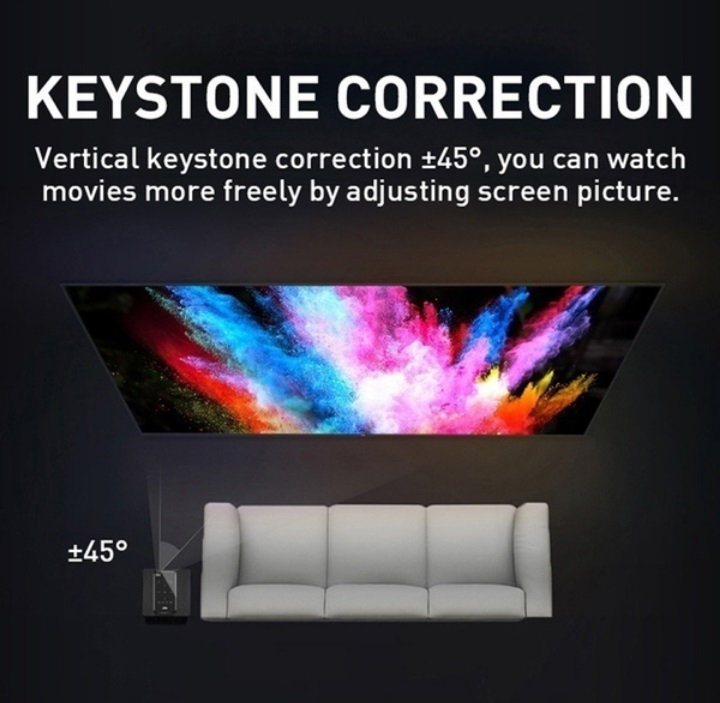 KEYSTONE CORRECTION
Vertical keystone correction ±45°, you can watch
movies more freely by adjusting screen picture.
±45°